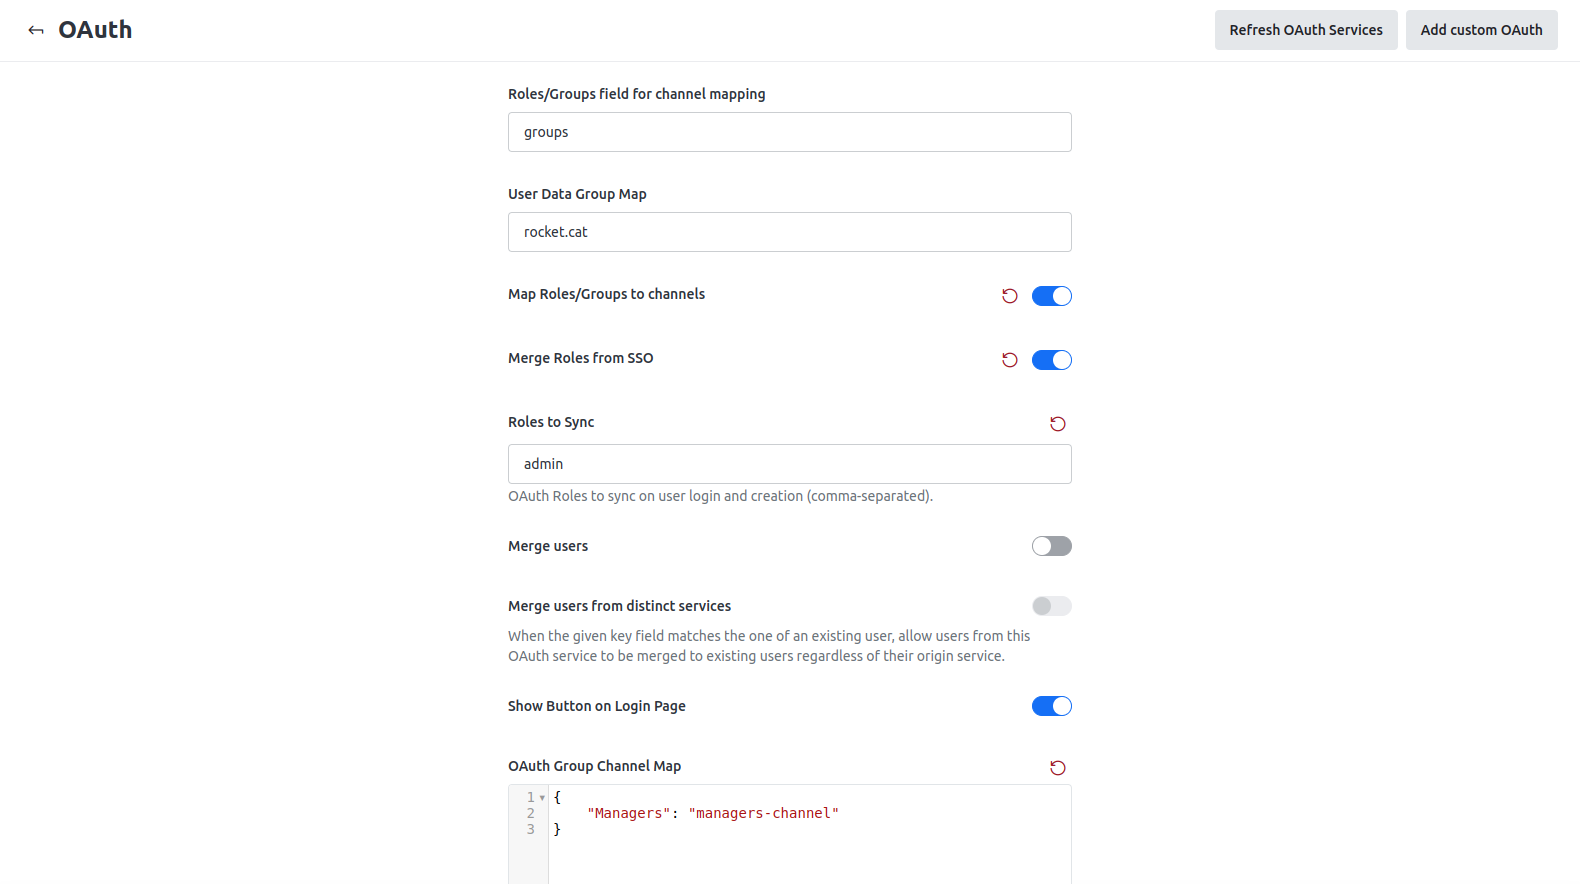 OAuth
Refresh OAuth Services
Add custom OAuth
Roles/Groups field for channel mapping
groups
User Data Group Map
rocket.cat
Map Roles/Groups to channels
Merge Roles from SSO
Roles to Sync
admin
OAuth Roles to sync on user login and creation (comma-separated).
Merge users
Merge users from distinct services
When the given key field matches the one of an existing user, allow users from this
OAuth service to be merged to existing users regardless of their origin service.
Show Button on Login Page
OAuth Group Channel Map
1 {
2 "Managers": "managers-channel"
3 }